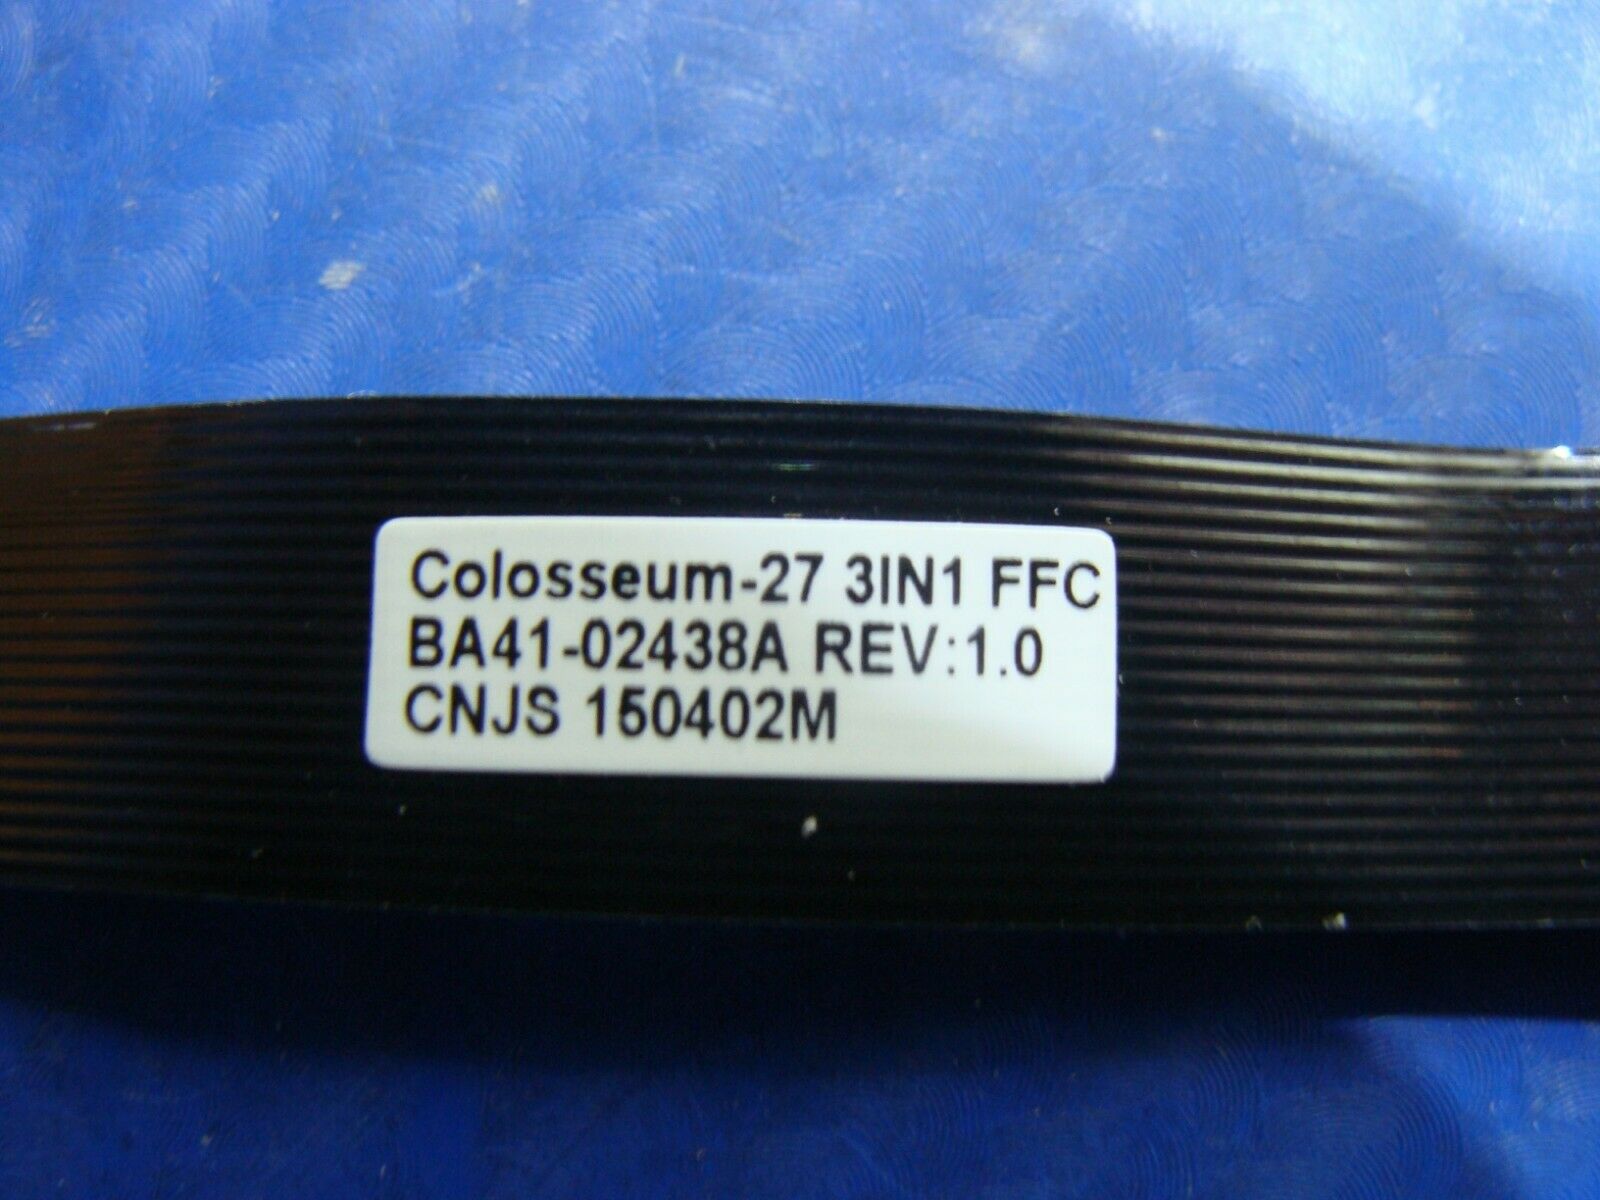 Colosseum-27 3IN1 FFC
BA41-02438A REV:1.0
CNJS 150402M